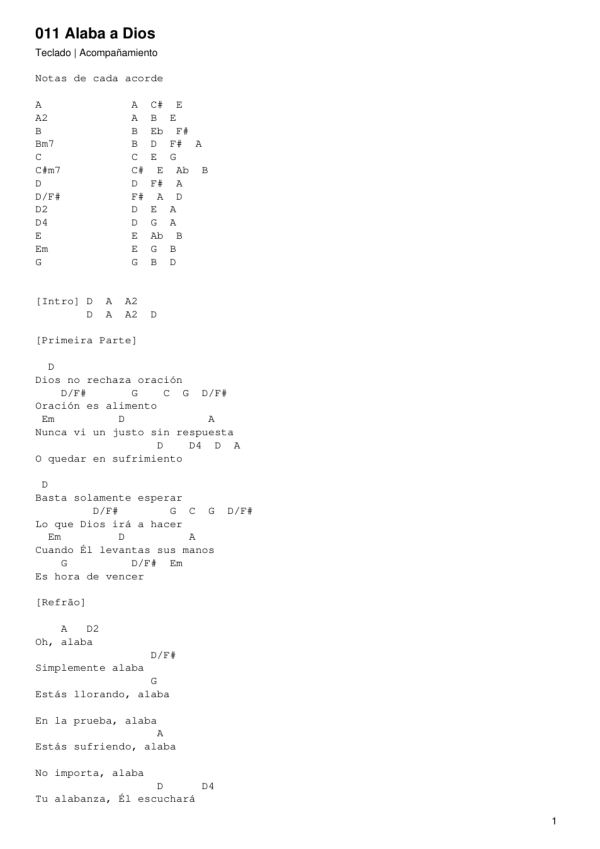 011 Alaba a Dios
Teclado | Acompañamiento
Notas de cada acorde
A A C# E
A2 A B E
B B Eb F#
Bm7 B D F# A
C C E G
C#m7 C# E Ab B
D D F# A
D/F# F# A D
D2 D E A
D4 D G A
E E Ab B
Em E G B
G G B D
[Intro] D A A2
D A A2 D
[Primeira Parte]
D
Dios no rechaza oración
D/F# G C G D/F#
Oración es alimento
Em D A
Nunca vi un justo sin respuesta
D D4 D A
O quedar en sufrimiento
D
Basta solamente esperar
D/F# G C G D/F#
Lo que Dios irá a hacer
Em D A
Cuando Él levantas sus manos
G D/F# Em
Es hora de vencer
[Refrão]
A D2
Oh, alaba
D/F#
Simplemente alaba
G
Estás llorando, alaba
En la prueba, alaba
A
Estás sufriendo, alaba
No importa, alaba
D D4
Tu alabanza, Él escuchará
1